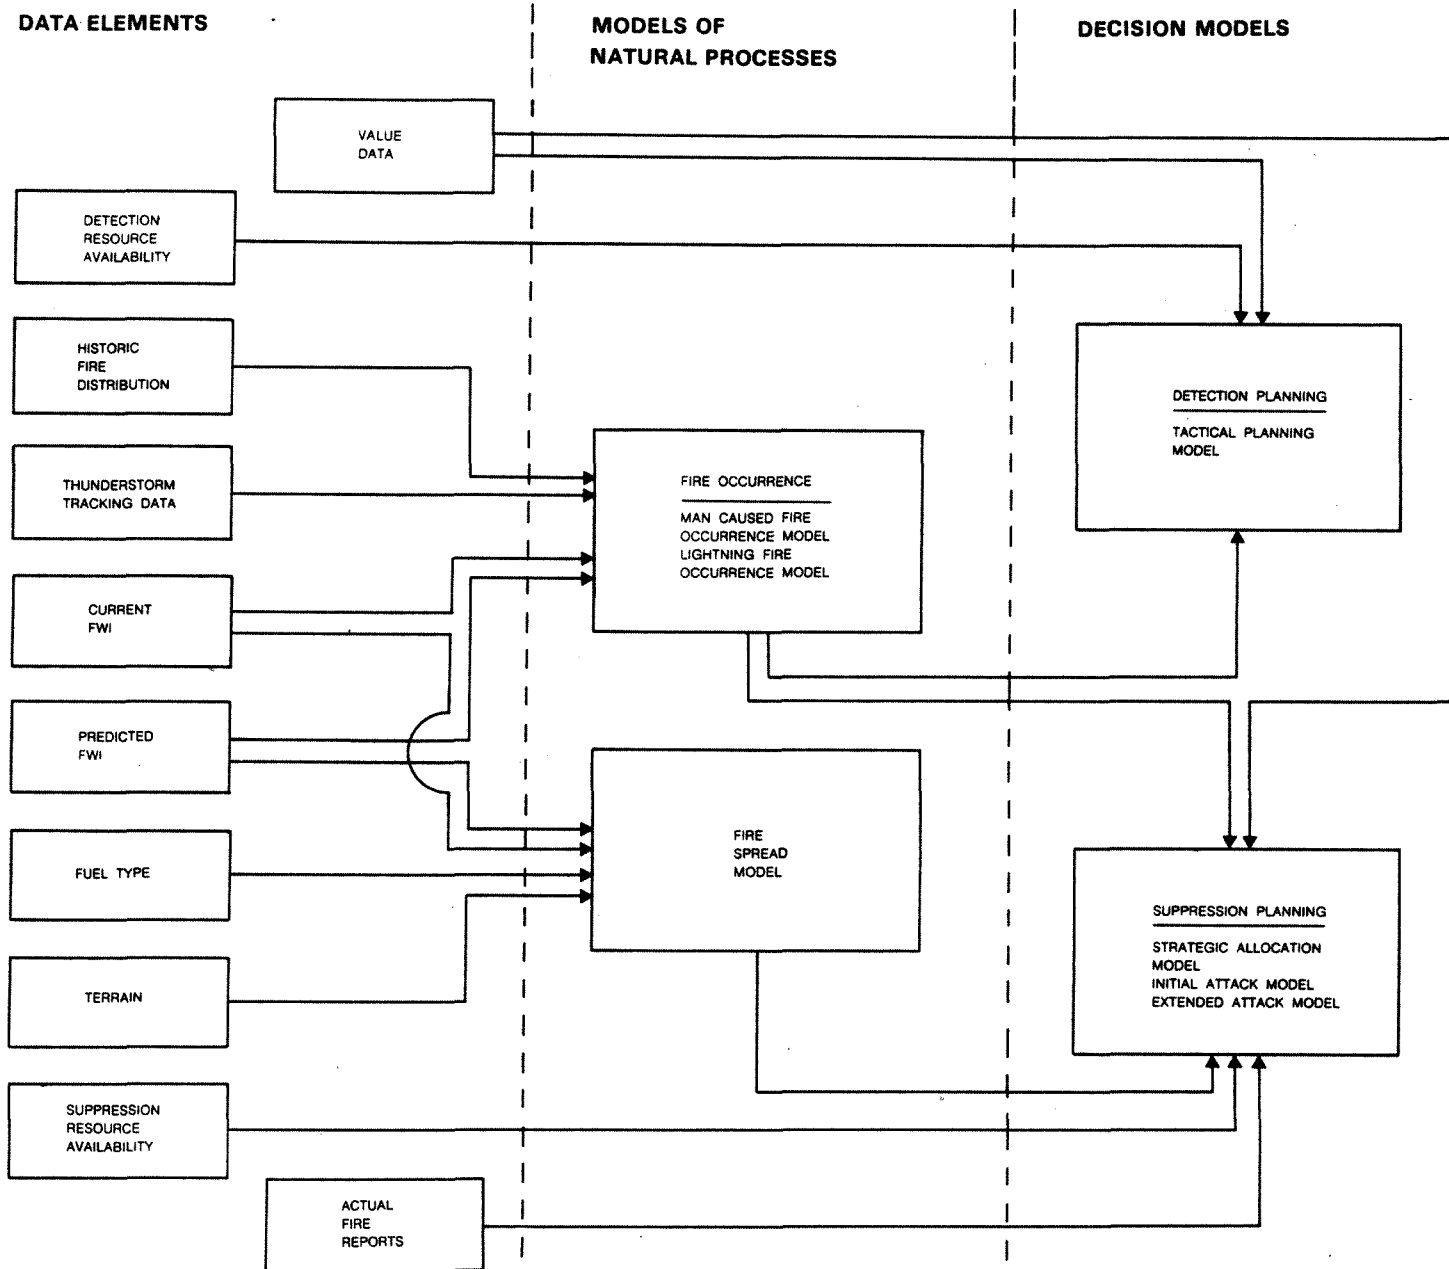 DATA ELEMENTS
MODELS OF
NATURAL PROCESSES
DECISION MODELS
VALUE
DATA
DETECTION
RESOURCE
AVAILABILITY
HISTORIC
FIRE
DISTRIBUTION
THUNDERSTORM
TRACKING DATA
CURRENT
FWI
PREDICTED
FWI
FUEL TYPE
TERRAIN
SUPPRESSION
RESOURCE
AVAILABILITY
ACTUAL
FIRE
REPORTS
FIRE OCCURRENCE
MAN CAUSED FIRE
OCCURRENCE MODEL
LIGHTNING FIRE
OCCURRENCE MODEL
FIRE
SPREAD
MODEL
DETECTION PLANNING
TACTICAL PLANNING
MODEL
SUPPRESSION PLANNING
STRATEGIC ALLOCATION
MODEL
INITIAL ATTACK MODEL
EXTENDED ATTACK MODEL